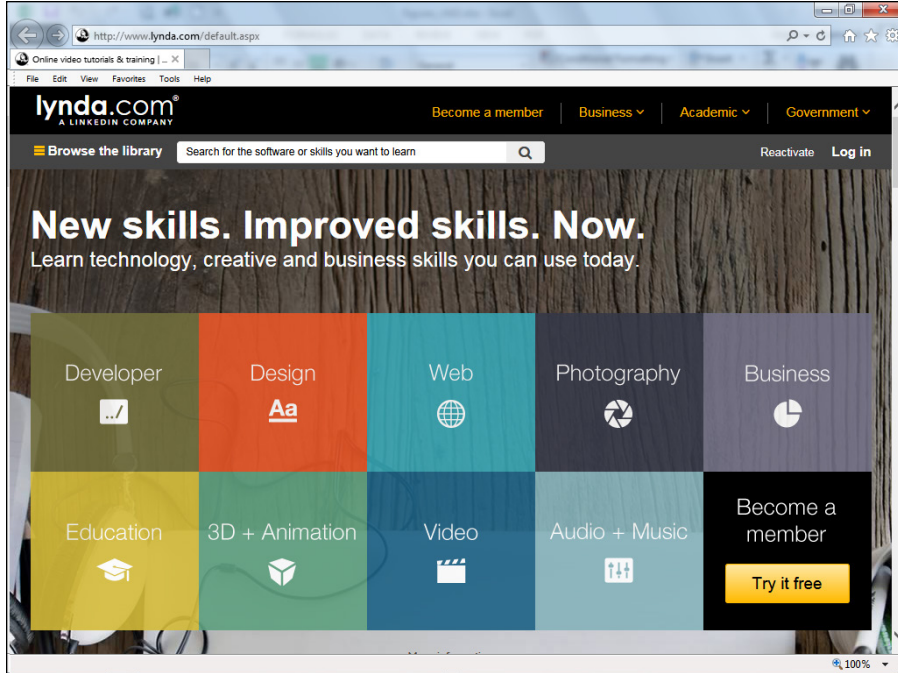 http://www.lynda.com/default.aspx
Online video tutorials & training | ...
File Edit View Favorites Tools Help
lynda.com®
A LINKEDIN COMPANY
Become a member Business Academic Government
Browse the library Search for the software or skills you want to learn Reactivate Log in
New skills. Improved skills. Now.
Learn technology, creative and business skills you can use today.
Developer Design Web Photography Business
../ Aa
Education 3D + Animation Video Audio + Music Become a
member
Try it free
100%